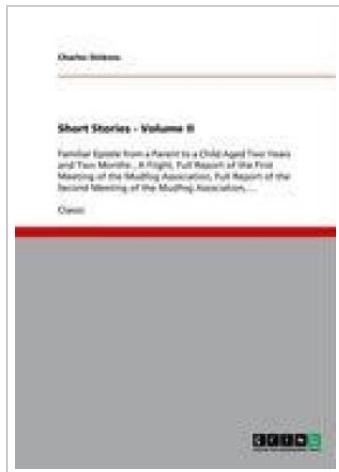 Charles Dickens
Short Stories - Volume II
Familiar Epistle from a Parent to a Child Aged Two Years
and Two Months , A Flight, Full Report of the First
Meeting of the Mudfog Association, Full Report of the
Second Meeting of the Mudfog Association, ...
Classic
GRIN